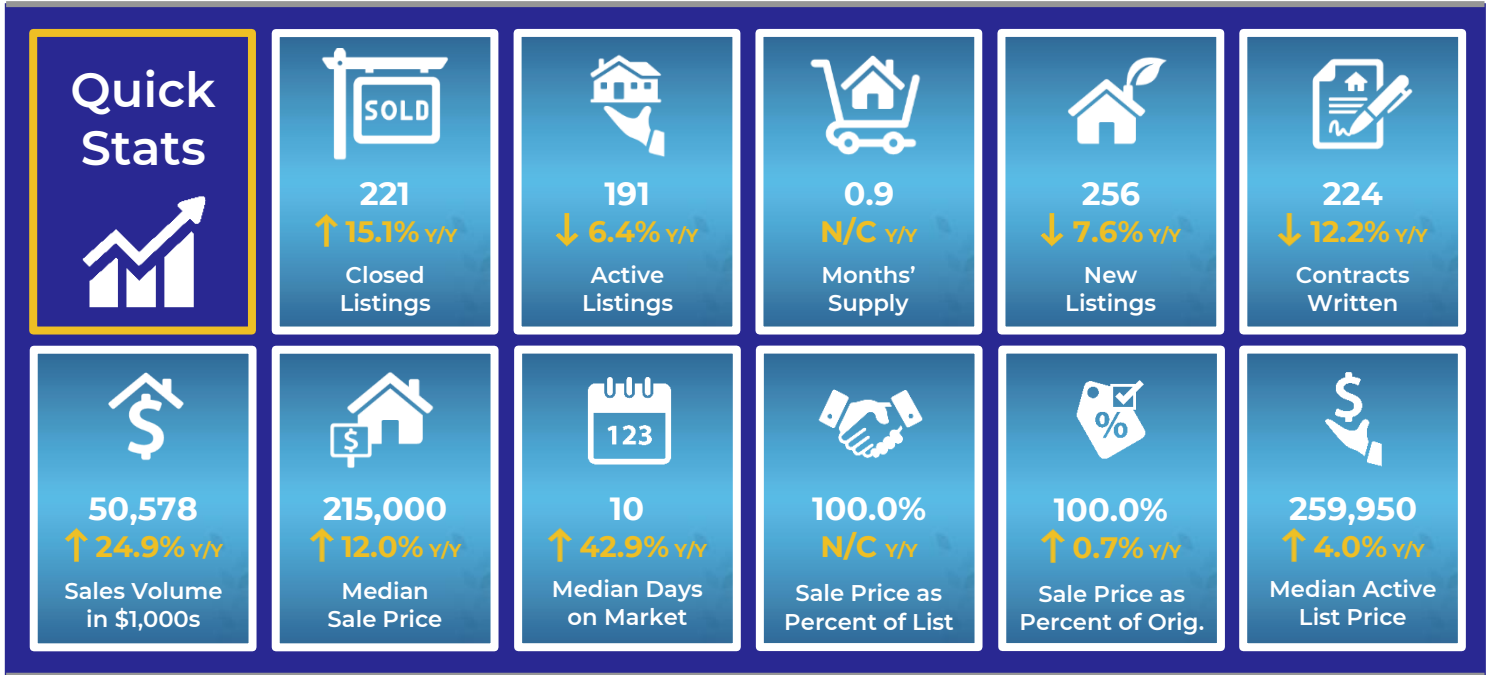 Quick
Stats
SOLD
221
↑ 15.1% Y/Y
Closed
Listings
191
↓ 6.4% Y/Y
Active
Listings
0.9
N/C Y/Y
Months’
Supply
256
↓ 7.6% Y/Y
New
Listings
224
↓ 12.2% Y/Y
Contracts
Written
$
50,578
↑ 24.9% Y/Y
Sales Volume
in $1,000s
$
215,000
↑ 12.0% Y/Y
Median
Sale Price
123
10
↑ 42.9% Y/Y
Median Days
on Market
100.0%
N/C Y/Y
Sale Price as
Percent of List
%
100.0%
↑ 0.7% Y/Y
Sale Price as
Percent of Orig.
$
259,950
↑ 4.0% Y/Y
Median Active
List Price